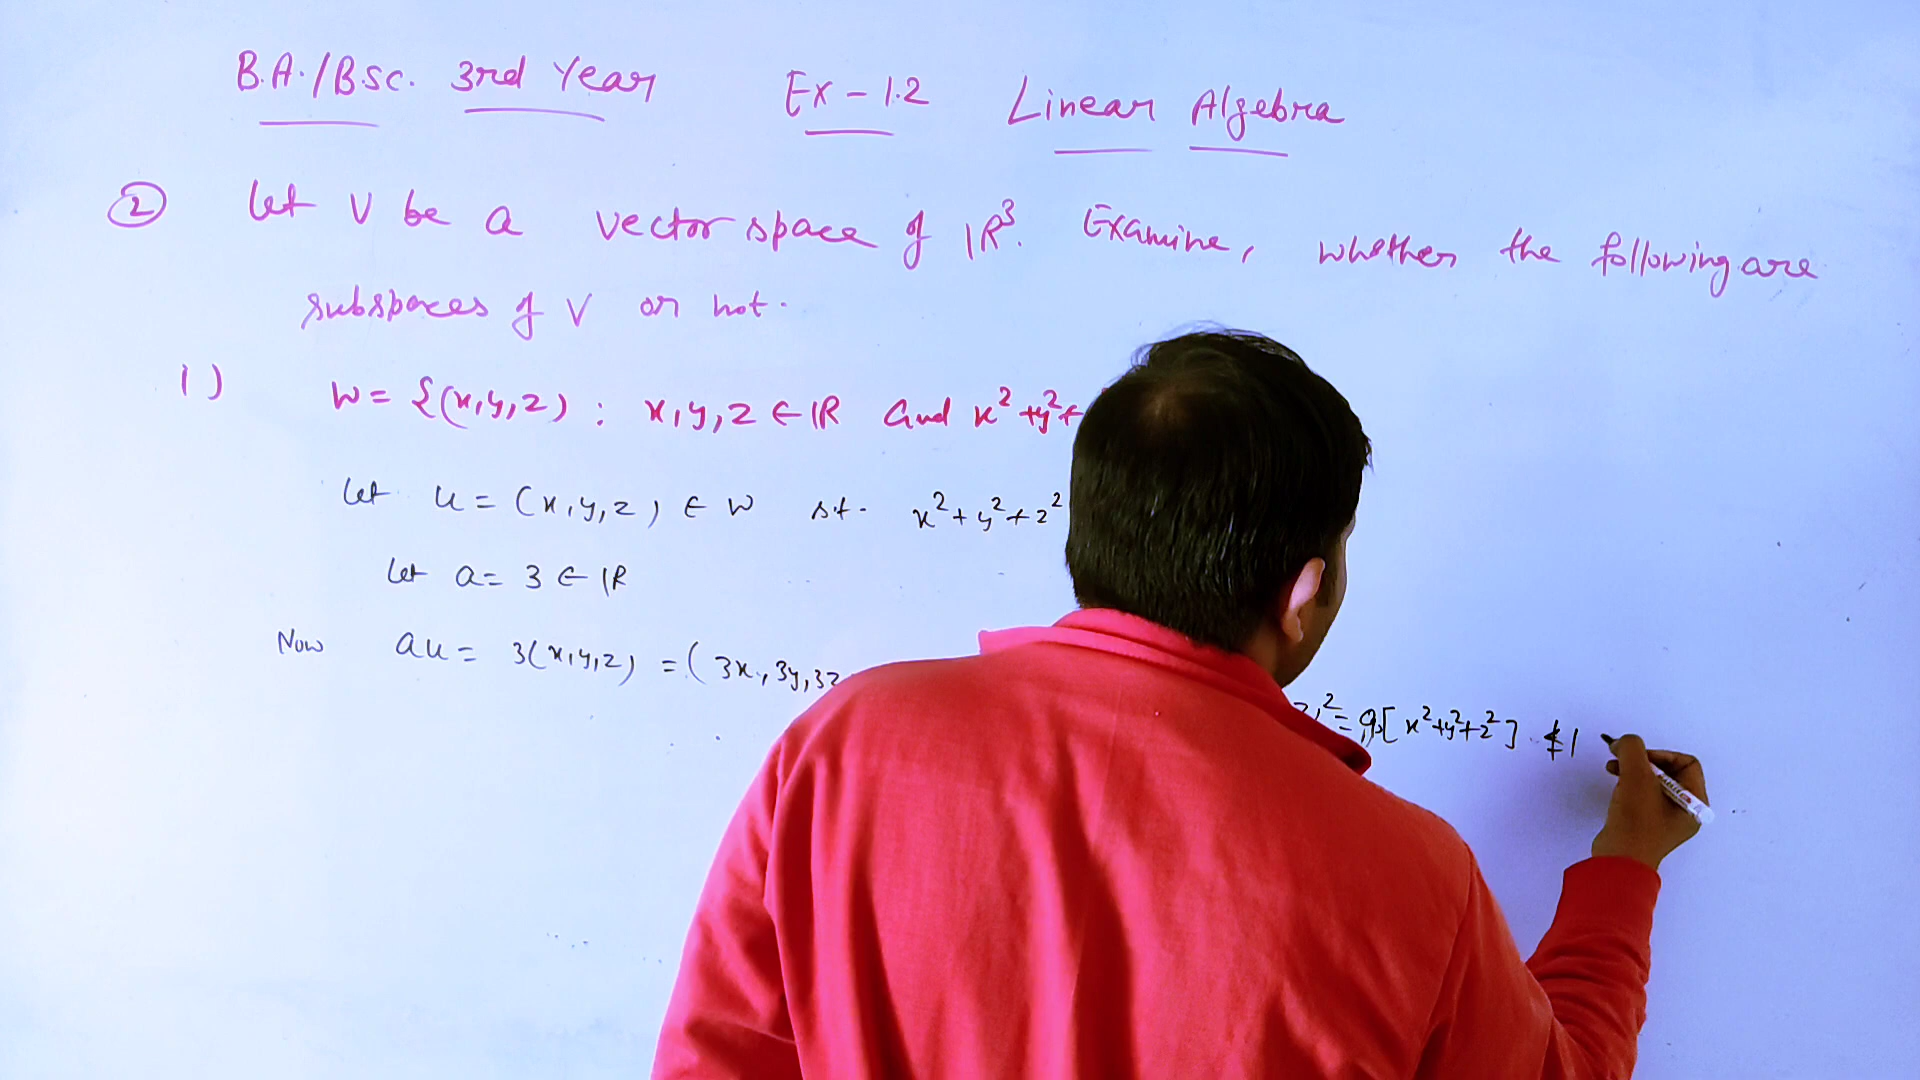 B.A./B.sc. 3rd Year Ex - 1.2 Linear Algebra
② Let V be a vector space of IR³. Examine, whether the following are
subspaces of V or not.
1) W = {(x,y,z) : x,y,z ∈ IR and x² + y² +
Let u = (x,y,z) ∈ W s.t. x² + y² + z²
Let a = 3 ∈ IR
Now au = 3(x,y,z) = (3x, 3y, 3z
² = 9[x² + y² + z²] ≰ 1